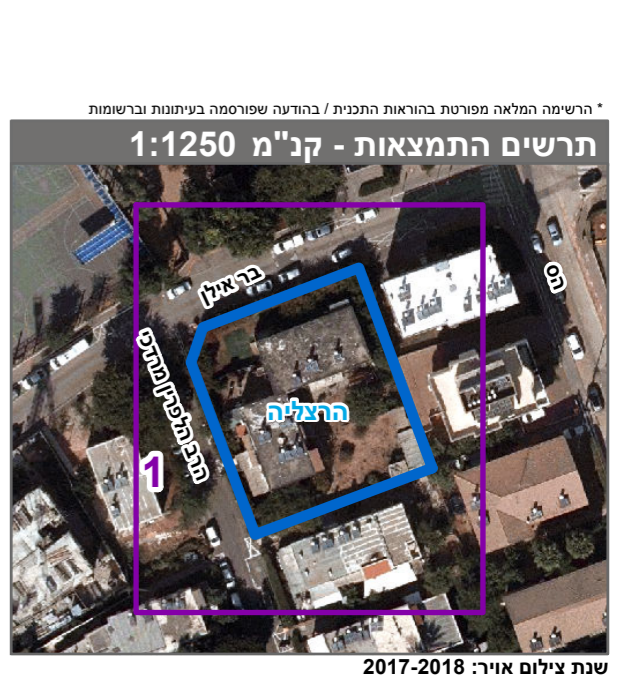 * הרשימה המלאה מפורטת בהוראות התכנית / בהודעה שפורסמה בעיתונות וברשומות
תרשים התמצאות - קנ"מ 1:1250
בר אילן
הס
הרב הלפרין מרדכי
הרצליה
1
שנת צילום אויר: 2017-2018